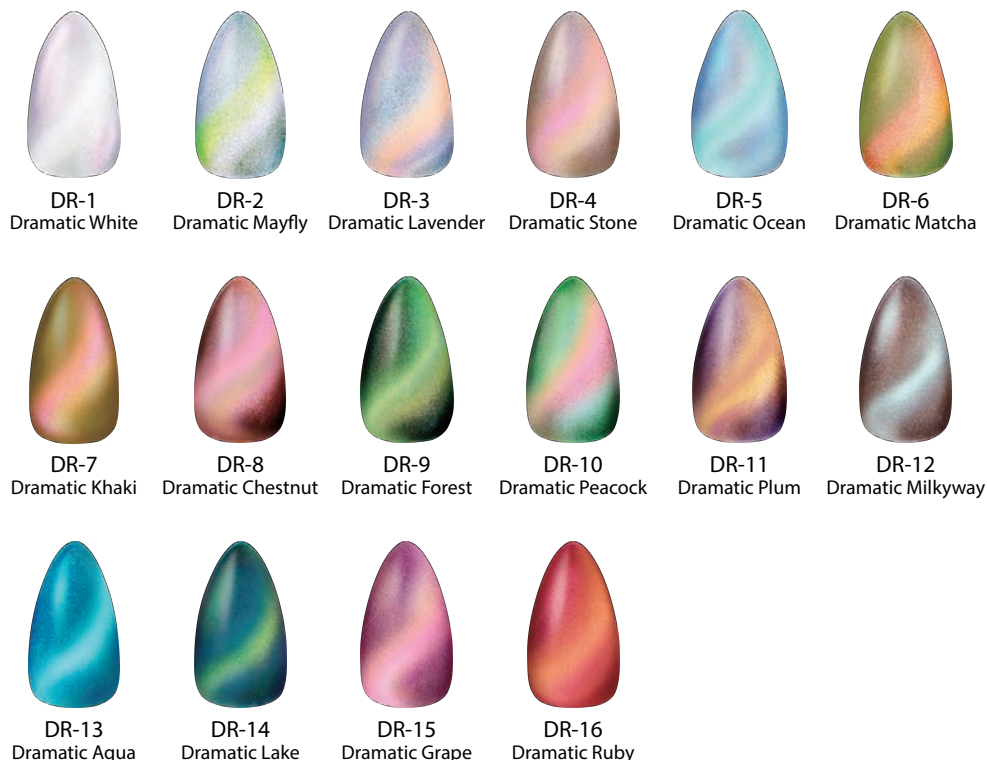 DR-1
Dramatic White
DR-2
Dramatic Mayfly
DR-3
Dramatic Lavender
DR-4
Dramatic Stone
DR-5
Dramatic Ocean
DR-6
Dramatic Matcha
DR-7
Dramatic Khaki
DR-8
Dramatic Chestnut
DR-9
Dramatic Forest
DR-10
Dramatic Peacock
DR-11
Dramatic Plum
DR-12
Dramatic Milkyway
DR-13
Dramatic Aqua
DR-14
Dramatic Lake
DR-15
Dramatic Grape
DR-16
Dramatic Ruby